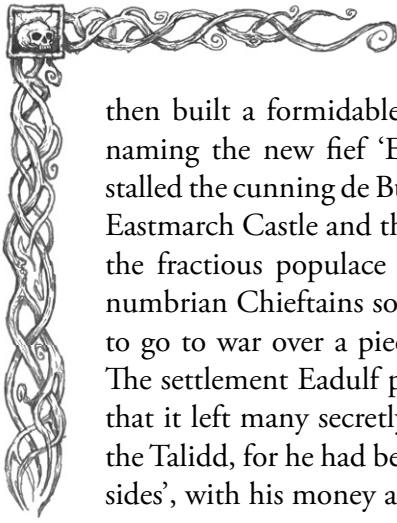 then built a formidable
naming the new fief ‘E
stalled the cunning de Bu
Eastmarch Castle and th
the fractious populace
numbrian Chieftains so
to go to war over a pie
The settlement Eadulf p
that it left many secretly
the Talidd, for he had be
sides’, with his money a